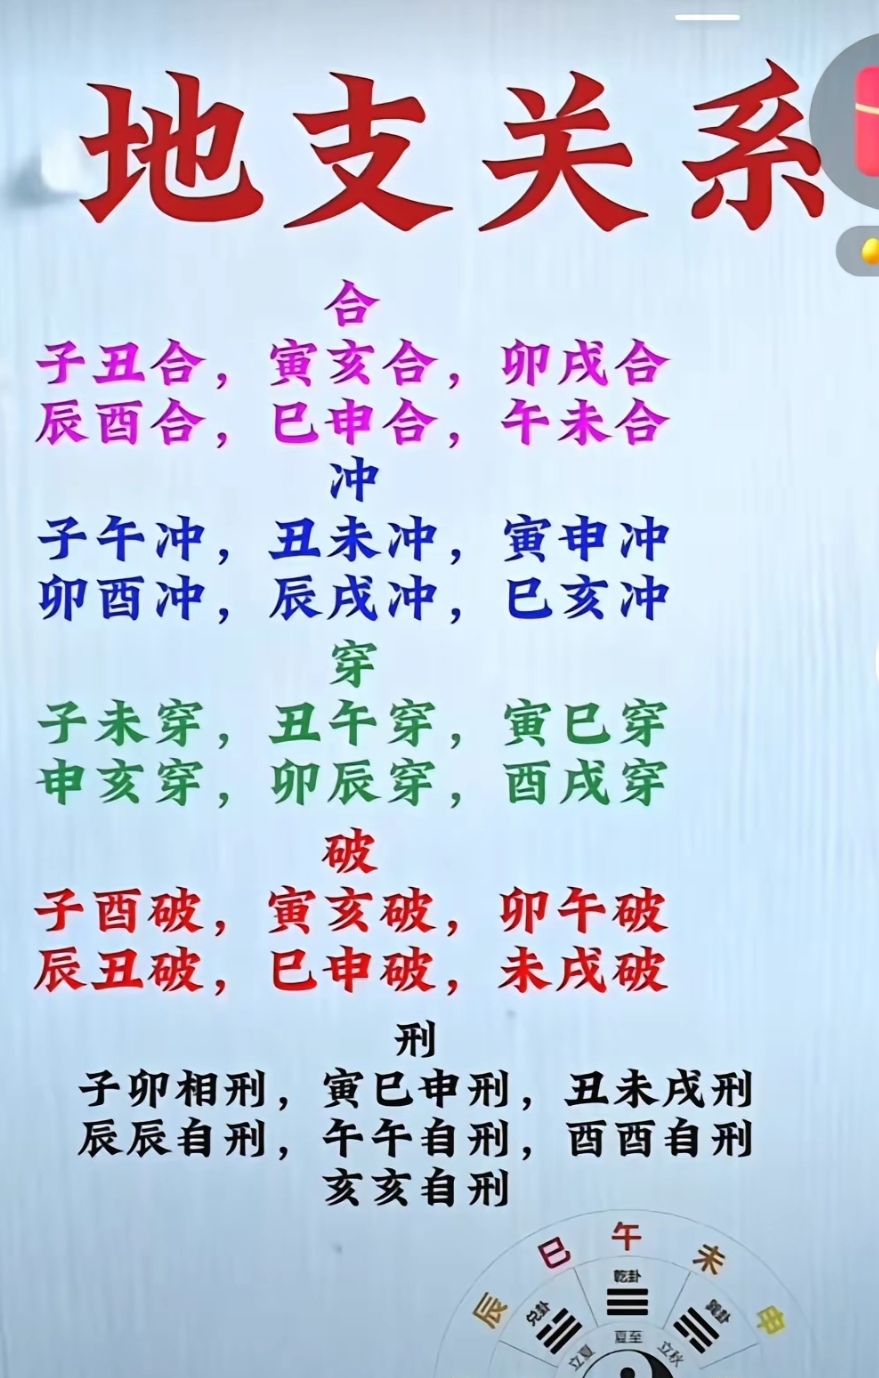 地支关系
合
子丑合，寅亥合，卯戌合
辰酉合，巳申合，午未合
冲
子午冲，丑未冲，寅申冲
卯酉冲，辰戌冲，巳亥冲
穿
子未穿，丑午穿，寅巳穿
申亥穿，卯辰穿，酉戌穿
破
子酉破，寅亥破，卯午破
辰丑破，巳申破，未戌破
刑
子卯相刑，寅巳申刑，丑未戌刑
辰辰自刑，午午自刑，酉酉自刑
亥亥自刑
辰 巳 午 未 申
兑卦 乾卦 巽卦
立夏 夏至 立秋